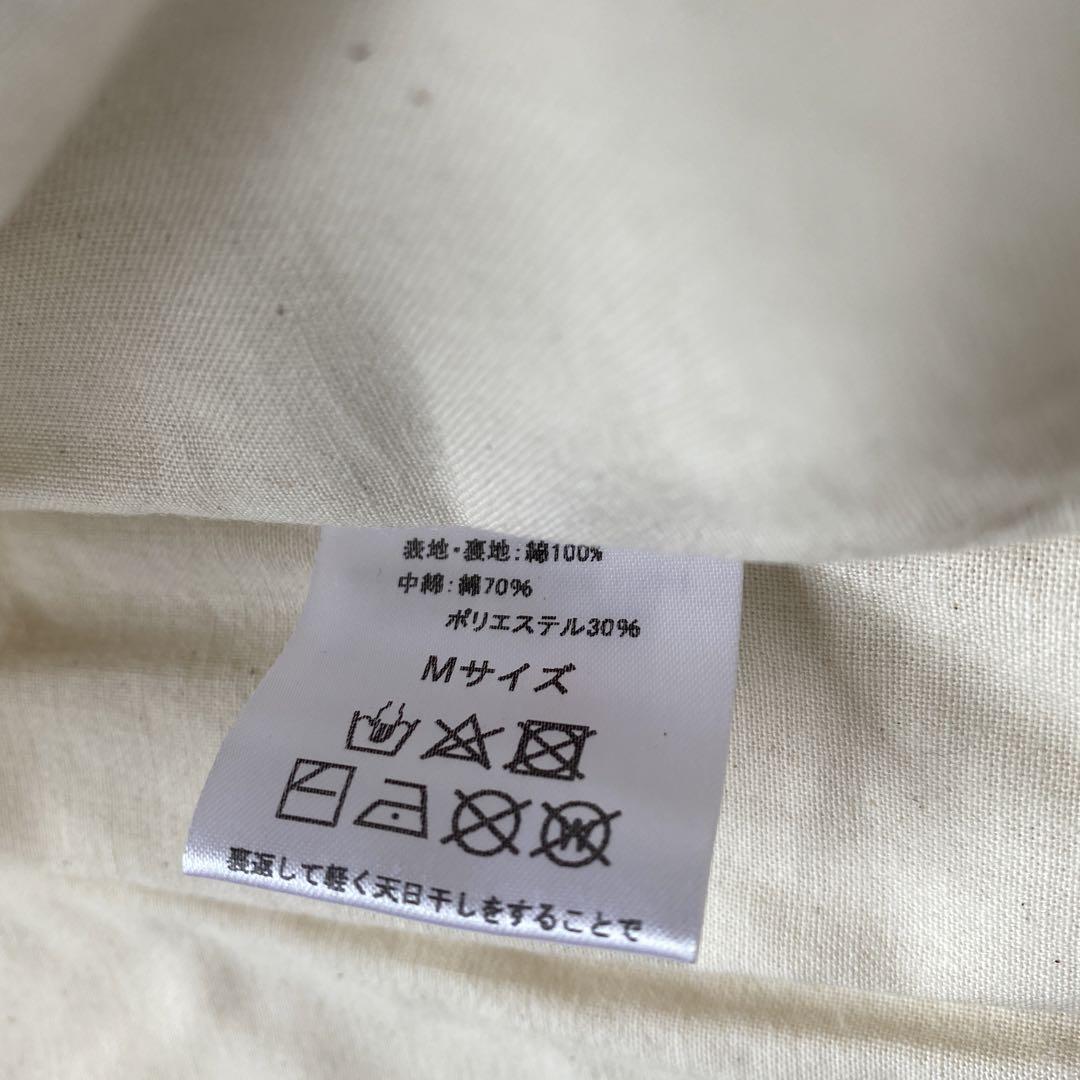 表地・裏地:綿100%
中綿:綿70%
ポリエステル30%
Mサイズ
W
裏返して軽く天日干しをすることで